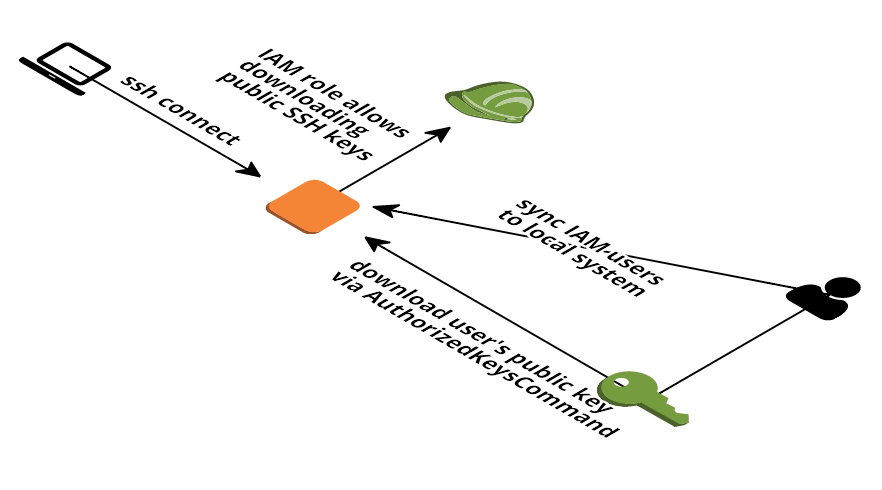 ssh connect
IAM role allows
downloading
public SSH keys
sync IAM-users
to local system
download user's public key
via AuthorizedKeysCommand